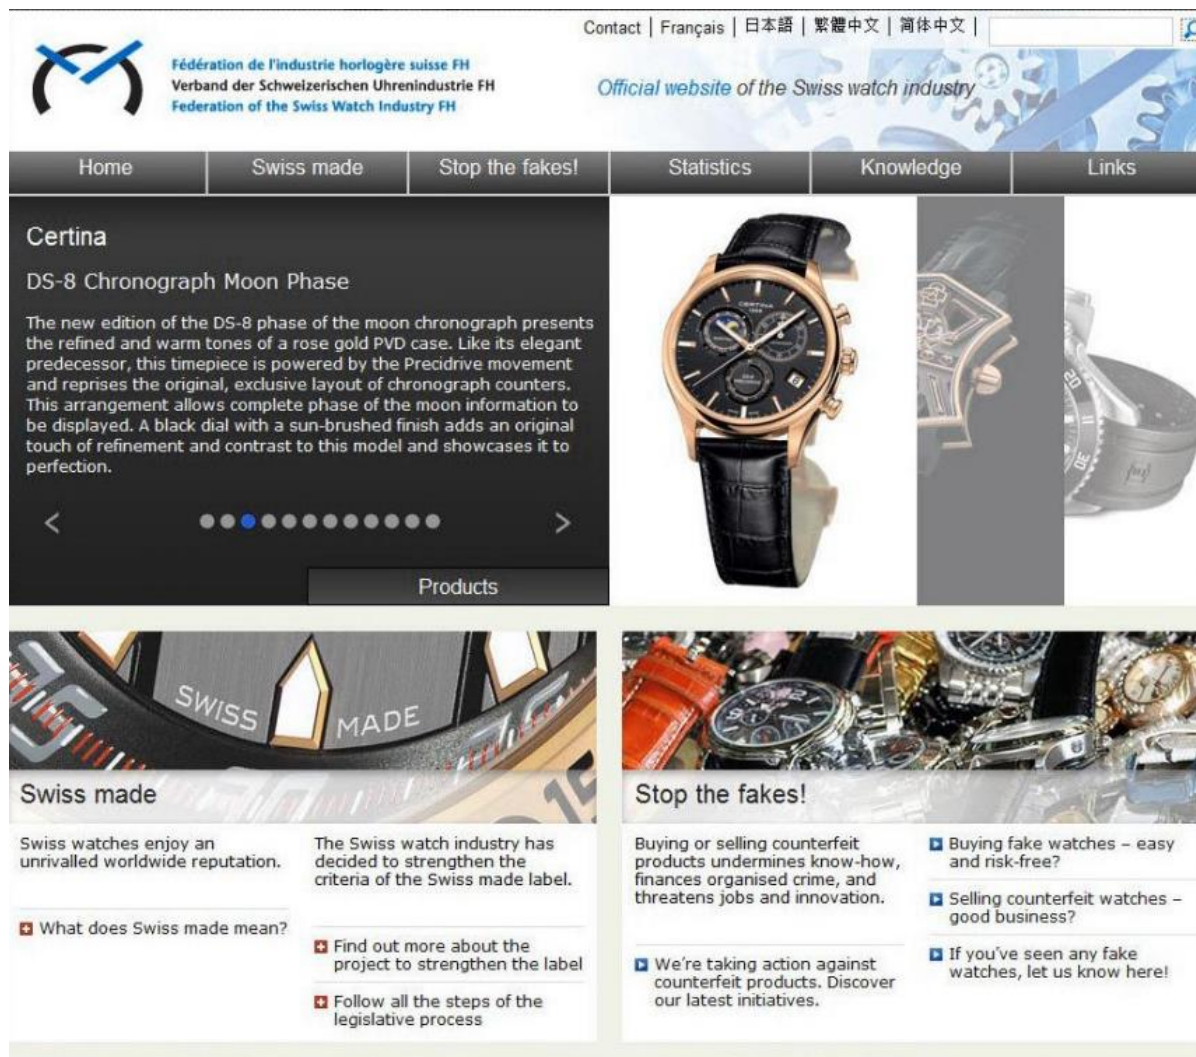 Contact | Français | 日本語 | 繁體中文 | 简体中文 |
Fédération de l'industrie horlogère suisse FH
Verband der Schweizerischen Uhrenindustrie FH
Federation of the Swiss Watch Industry FH
Official website of the Swiss watch industry
Home
Swiss made
Stop the fakes!
Statistics
Knowledge
Links
Certina
DS-8 Chronograph Moon Phase
The new edition of the DS-8 phase of the moon chronograph presents
the refined and warm tones of a rose gold PVD case. Like its elegant
predecessor, this timepiece is powered by the Precidrive movement
and reprises the original, exclusive layout of chronograph counters.
This arrangement allows complete phase of the moon information to
be displayed. A black dial with a sun-brushed finish adds an original
touch of refinement and contrast to this model and showcases it to
perfection.
< >
Products
CERTINA
20
SWISS MADE
15
Swiss made
Swiss watches enjoy an
unrivalled worldwide reputation.
What does Swiss made mean?
The Swiss watch industry has
decided to strengthen the
criteria of the Swiss made label.
Find out more about the
project to strengthen the label
Follow all the steps of the
legislative process
12
Stop the fakes!
Buying or selling counterfeit
products undermines know-how,
finances organised crime, and
threatens jobs and innovation.
We're taking action against
counterfeit products. Discover
our latest initiatives.
Buying fake watches – easy
and risk-free?
Selling counterfeit watches –
good business?
If you've seen any fake
watches, let us know here!